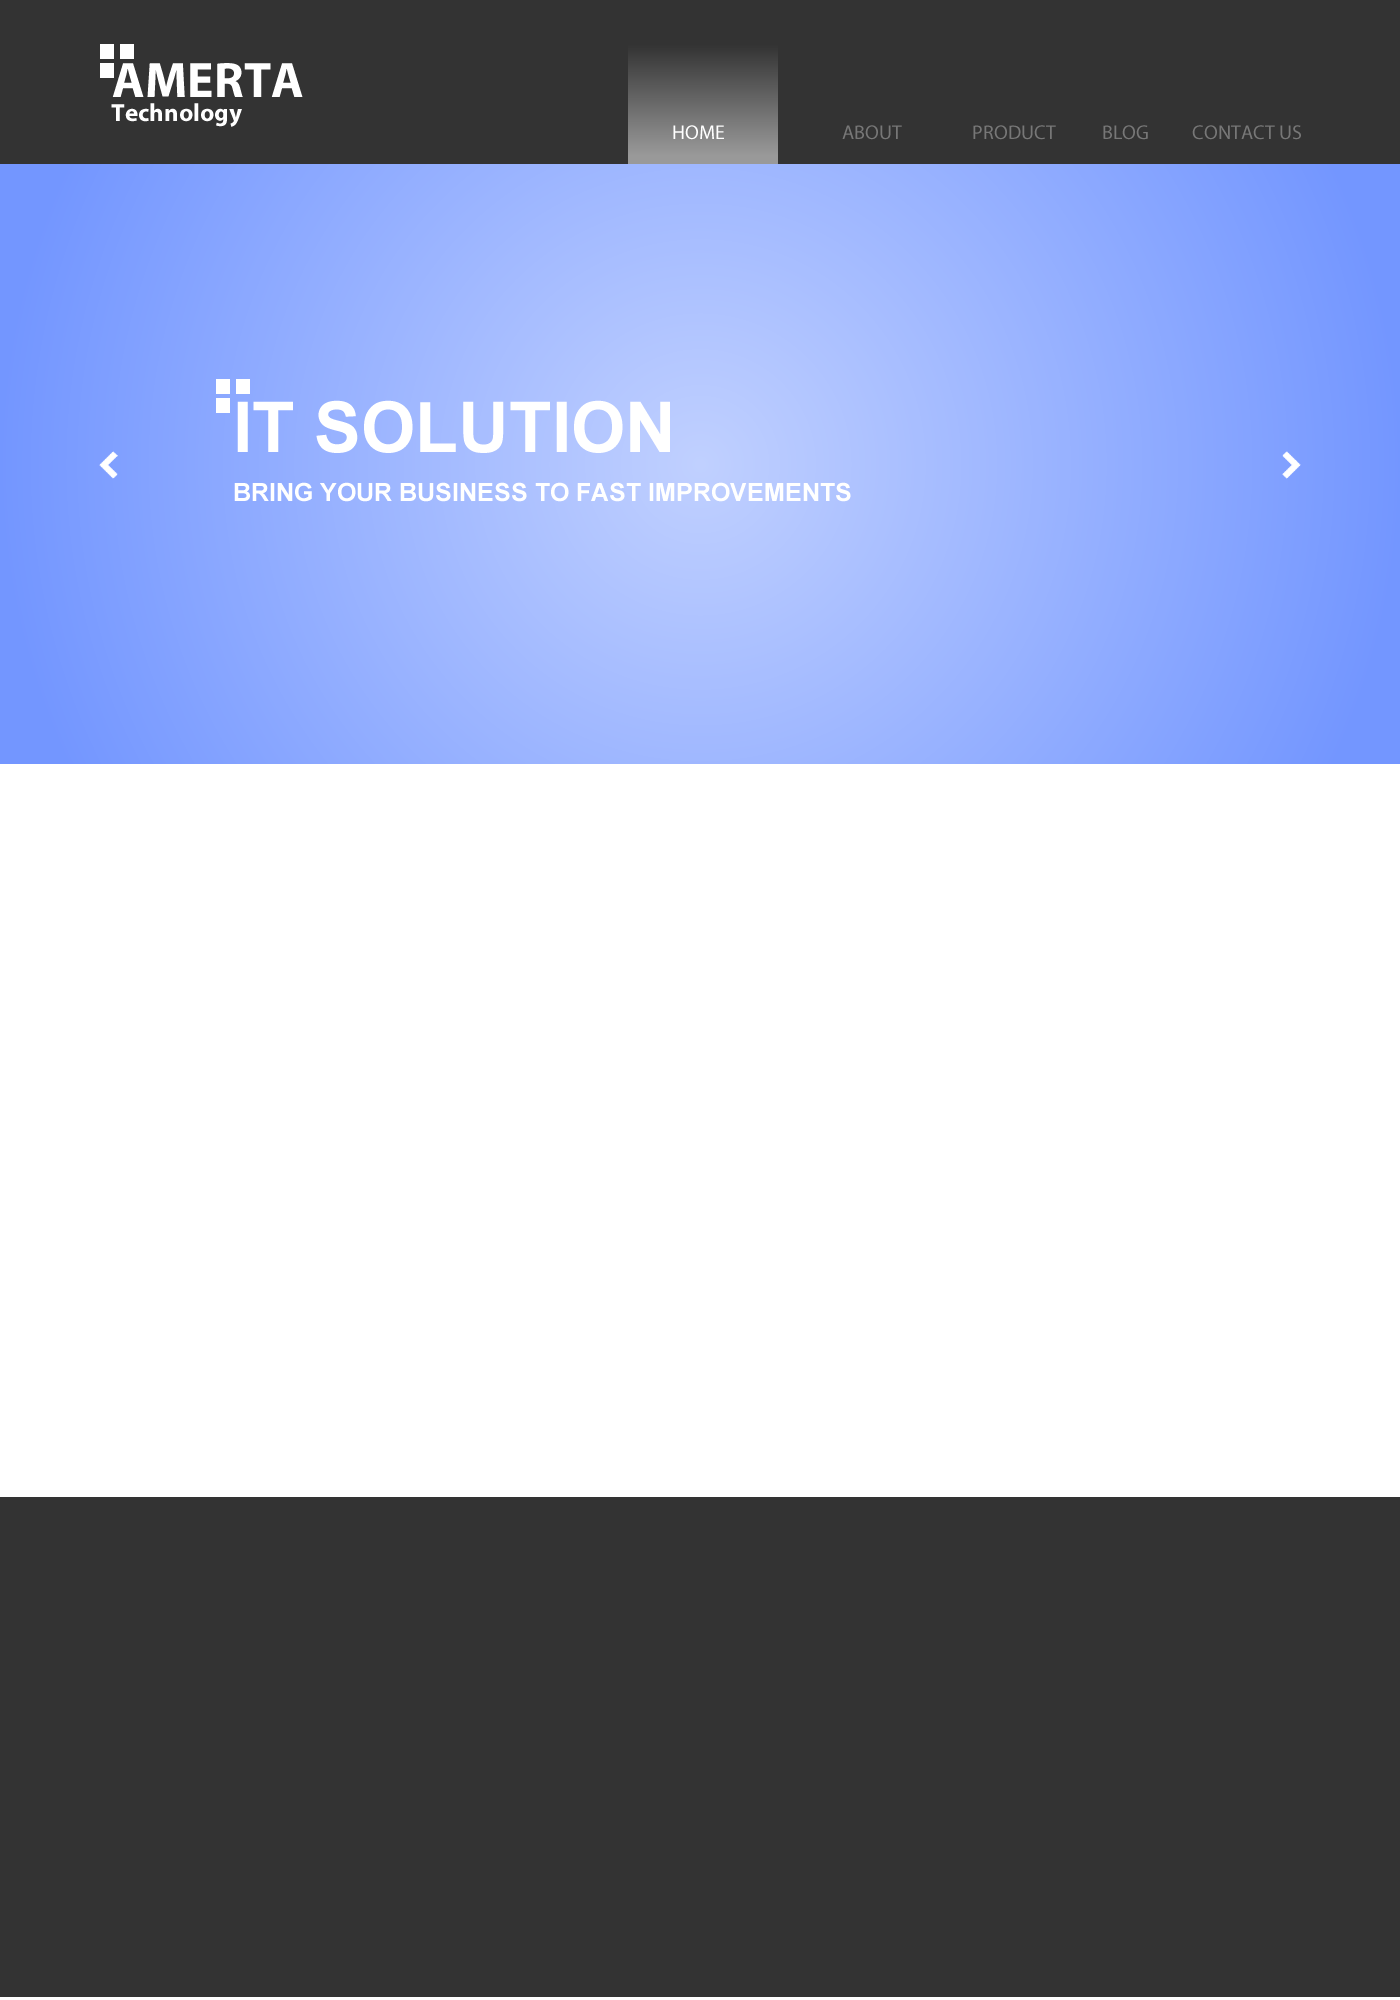 AMERTA
Technology
HOME ABOUT PRODUCT BLOG CONTACT US
IT SOLUTION
BRING YOUR BUSINESS TO FAST IMPROVEMENTS